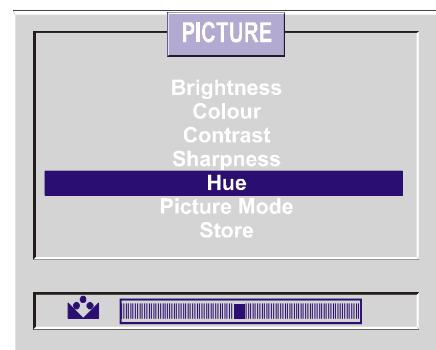 PICTURE
Brightness
Colour
Contrast
Sharpness
Hue
Picture Mode
Store